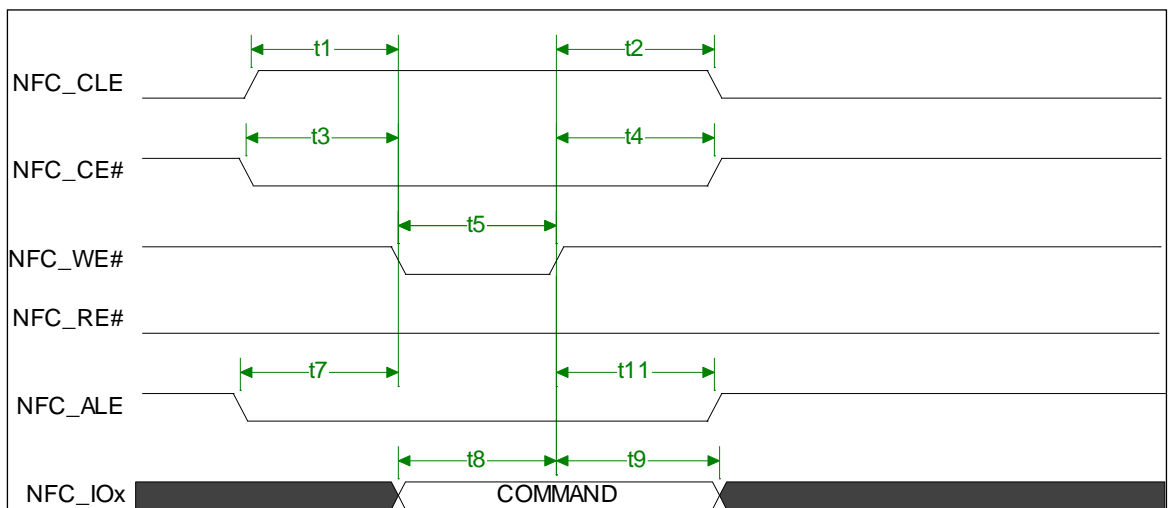 t1 t2
NFC_CLE
t3 t4
NFC_CE#
t5
NFC_WE#
NFC_RE#
t7 t11
NFC_ALE
t8 t9
NFC_IOx COMMAND